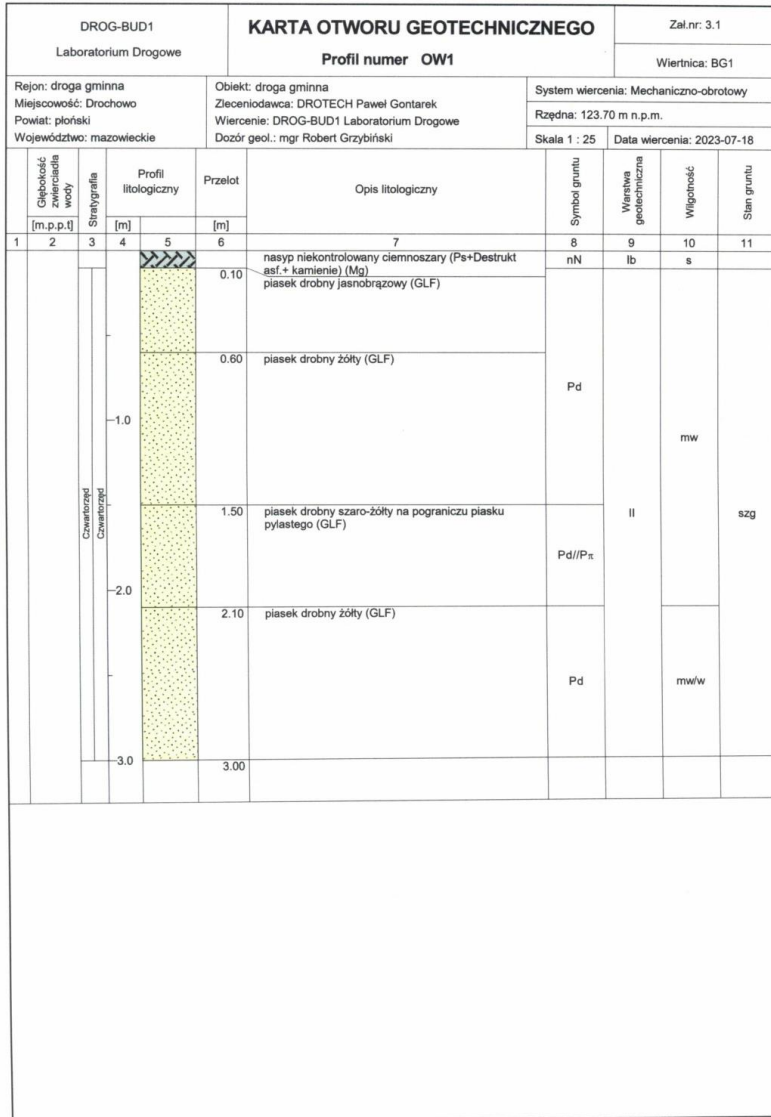 DROG-BUD1
Laboratorium Drogowe
KARTA OTWORU GEOTECHNICZNEGO
Profil numer OW1
Zał.nr: 3.1
Wiertnica: BG1
Rejon: droga gminna
Miejscowość: Drochowo
Powiat: płoński
Województwo: mazowieckie
Obiekt: droga gminna
Zleceniodawca: DROTECH Paweł Gontarek
Wiercenie: DROG-BUD1 Laboratorium Drogowe
Dozór geol.: mgr Robert Grzybiński
System wiercenia: Mechaniczno-obrotowy
Rzędna: 123.70 m n.p.m.
Skala 1 : 25
Data wiercenia: 2023-07-18
Głębokość
zwierciadła
wody
[m.p.p.t]
Stratygrafia
Profil
litologiczny
[m]
Przelot
[m]
Opis litologiczny
Symbol gruntu
Warstwa
geotechniczna
Wilgotność
Stan gruntu
1 2 3 4 5 6 7 8 9 10 11
nasyp niekontrolowany ciemnoszary (Ps+Destrukt
asf.+ kamienie) (Mg)
nN Ib s
0.10
piasek drobny jasnobrązowy (GLF)
0.60 piasek drobny żółty (GLF)
Pd
-1.0
mw
Czwartorzęd
Czwartorzęd
1.50 piasek drobny szaro-żółty na pograniczu piasku
pylastego (GLF)
II
szg
Pd//Pπ
-2.0
2.10 piasek drobny żółty (GLF)
Pd
mw/w
-3.0
3.00